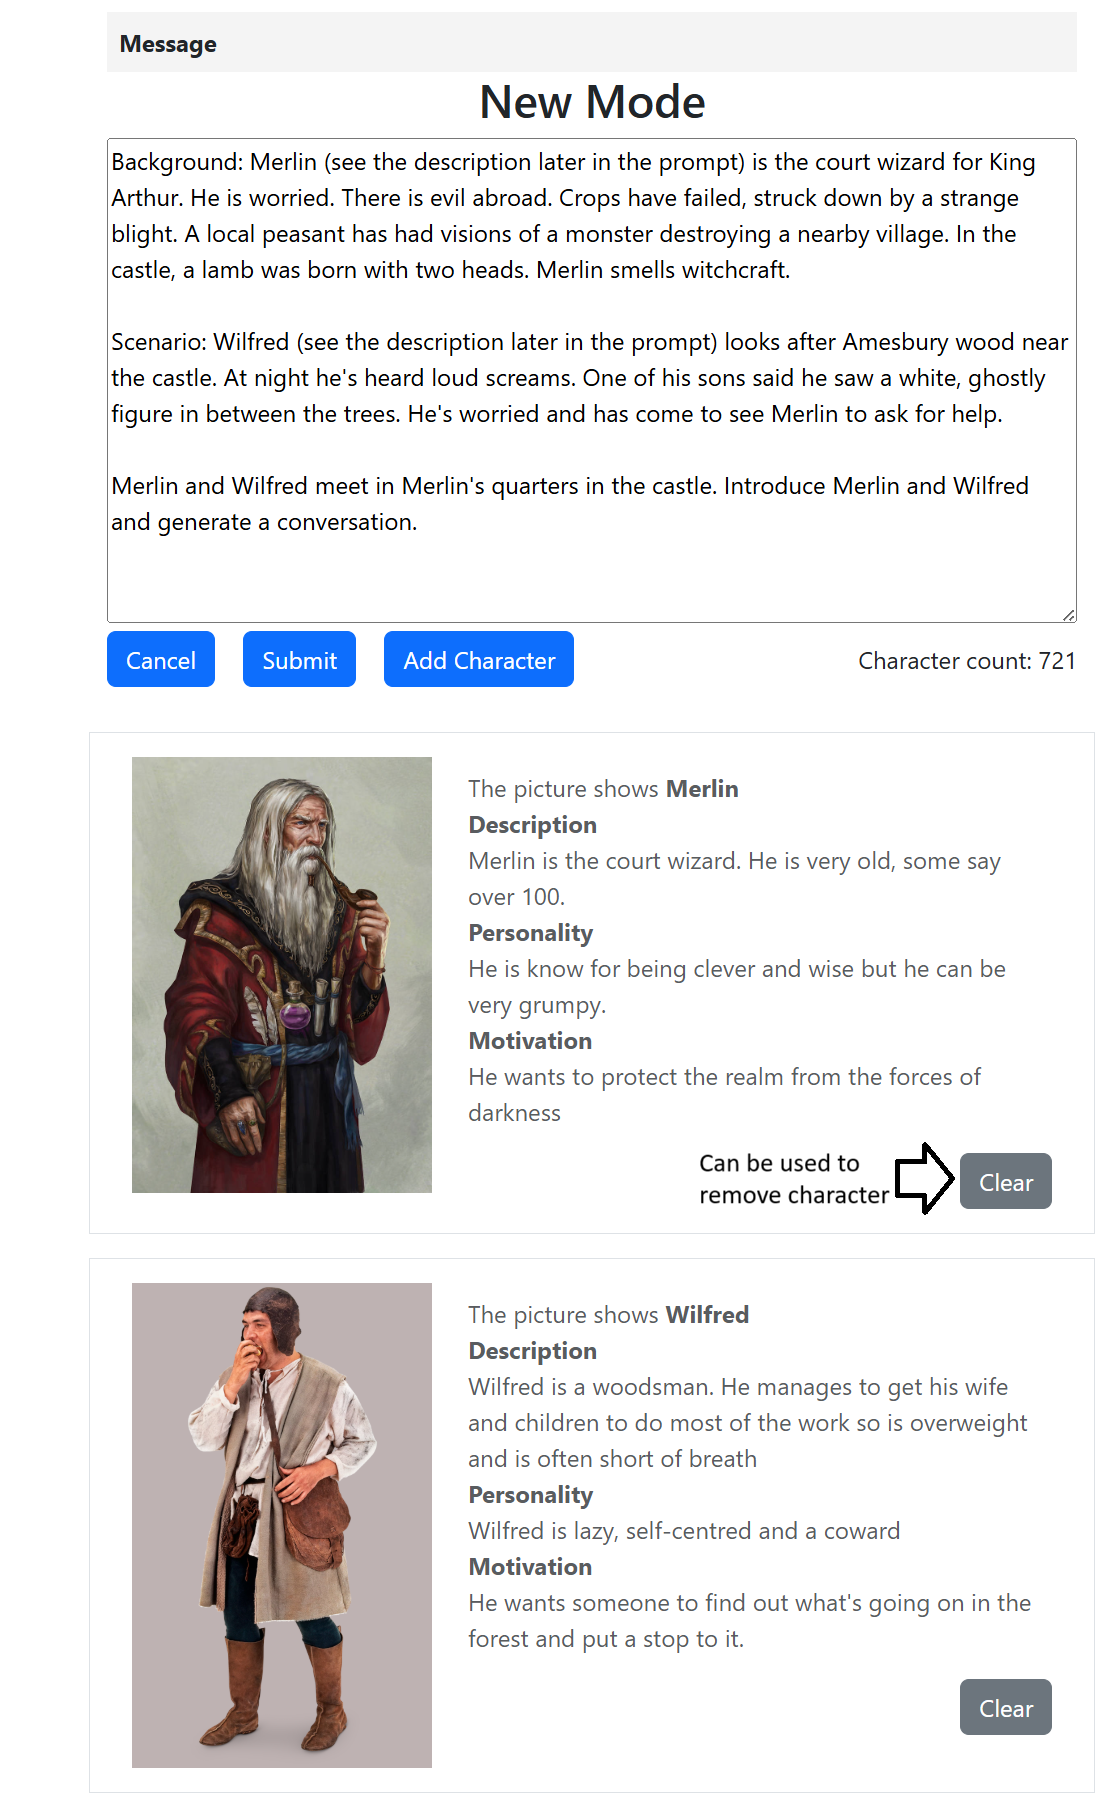 Message
New Mode
Background: Merlin (see the description later in the prompt) is the court wizard for King
Arthur. He is worried. There is evil abroad. Crops have failed, struck down by a strange
blight. A local peasant has had visions of a monster destroying a nearby village. In the
castle, a lamb was born with two heads. Merlin smells witchcraft.
Scenario: Wilfred (see the description later in the prompt) looks after Amesbury wood near
the castle. At night he's heard loud screams. One of his sons said he saw a white, ghostly
figure in between the trees. He's worried and has come to see Merlin to ask for help.
Merlin and Wilfred meet in Merlin's quarters in the castle. Introduce Merlin and Wilfred
and generate a conversation.
Cancel Submit Add Character Character count: 721
The picture shows Merlin
Description
Merlin is the court wizard. He is very old, some say
over 100.
Personality
He is know for being clever and wise but he can be
very grumpy.
Motivation
He wants to protect the realm from the forces of
darkness
Can be used to
remove character
Clear
The picture shows Wilfred
Description
Wilfred is a woodsman. He manages to get his wife
and children to do most of the work so is overweight
and is often short of breath
Personality
Wilfred is lazy, self-centred and a coward
Motivation
He wants someone to find out what's going on in the
forest and put a stop to it.
Clear